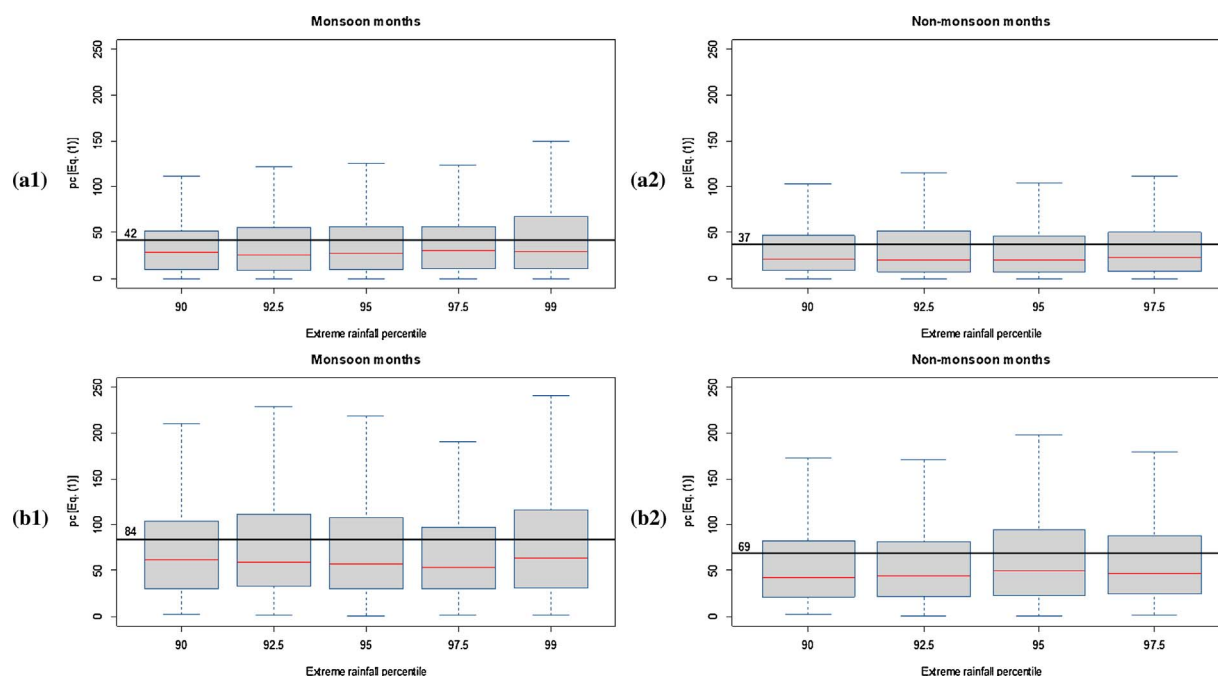 Monsoon months
(a1)
pc [Eq. (1)]
250
200
150
100
50
0
42
90 92.5 95 97.5 99
Extreme rainfall percentile
Non-monsoon months
(a2)
pc [Eq. (1)]
250
200
150
100
50
0
37
90 92.5 95 97.5
Extreme rainfall percentile
Monsoon months
(b1)
pc [Eq. (1)]
250
200
150
100
50
0
84
90 92.5 95 97.5 99
Extreme rainfall percentile
Non-monsoon months
(b2)
pc [Eq. (1)]
250
200
150
100
50
0
69
90 92.5 95 97.5
Extreme rainfall percentile